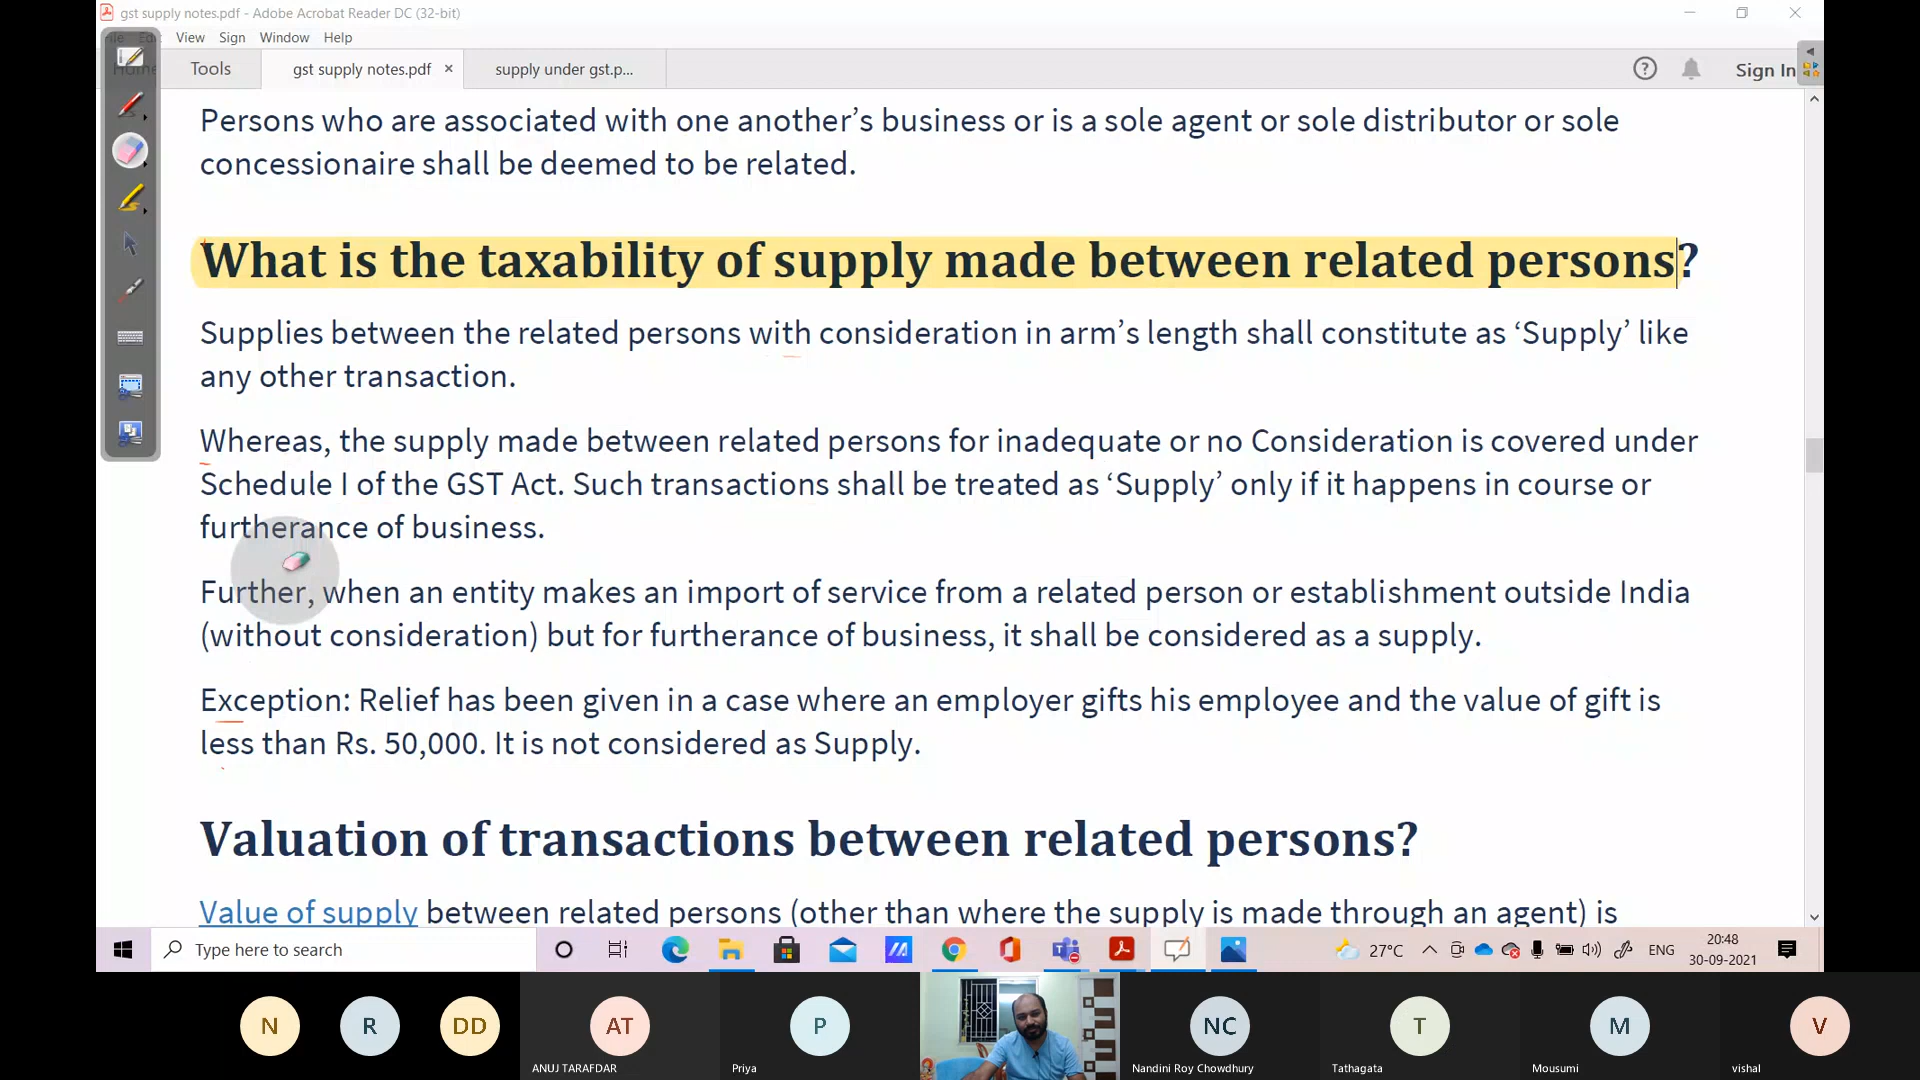 gst supply notes.pdf - Adobe Acrobat Reader DC (32-bit)
View Sign Window Help
Tools
gst supply notes.pdf ×
supply under gst.p...
Sign In
Persons who are associated with one another’s business or is a sole agent or sole distributor or sole
concessionaire shall be deemed to be related.
What is the taxability of supply made between related persons?
Supplies between the related persons with consideration in arm’s length shall constitute as ‘Supply’ like
any other transaction.
Whereas, the supply made between related persons for inadequate or no Consideration is covered under
Schedule I of the GST Act. Such transactions shall be treated as ‘Supply’ only if it happens in course or
furtherance of business.
Further, when an entity makes an import of service from a related person or establishment outside India
(without consideration) but for furtherance of business, it shall be considered as a supply.
Exception: Relief has been given in a case where an employer gifts his employee and the value of gift is
less than Rs. 50,000. It is not considered as Supply.
Valuation of transactions between related persons?
Value of supply between related persons (other than where the supply is made through an agent) is
Type here to search
27°C
ENG
20:48
30-09-2021
N
R
DD
AT
P
NC
T
M
V
ANUJ TARAFDAR
Priya
Nandini Roy Chowdhury
Tathagata
Mousumi
vishal